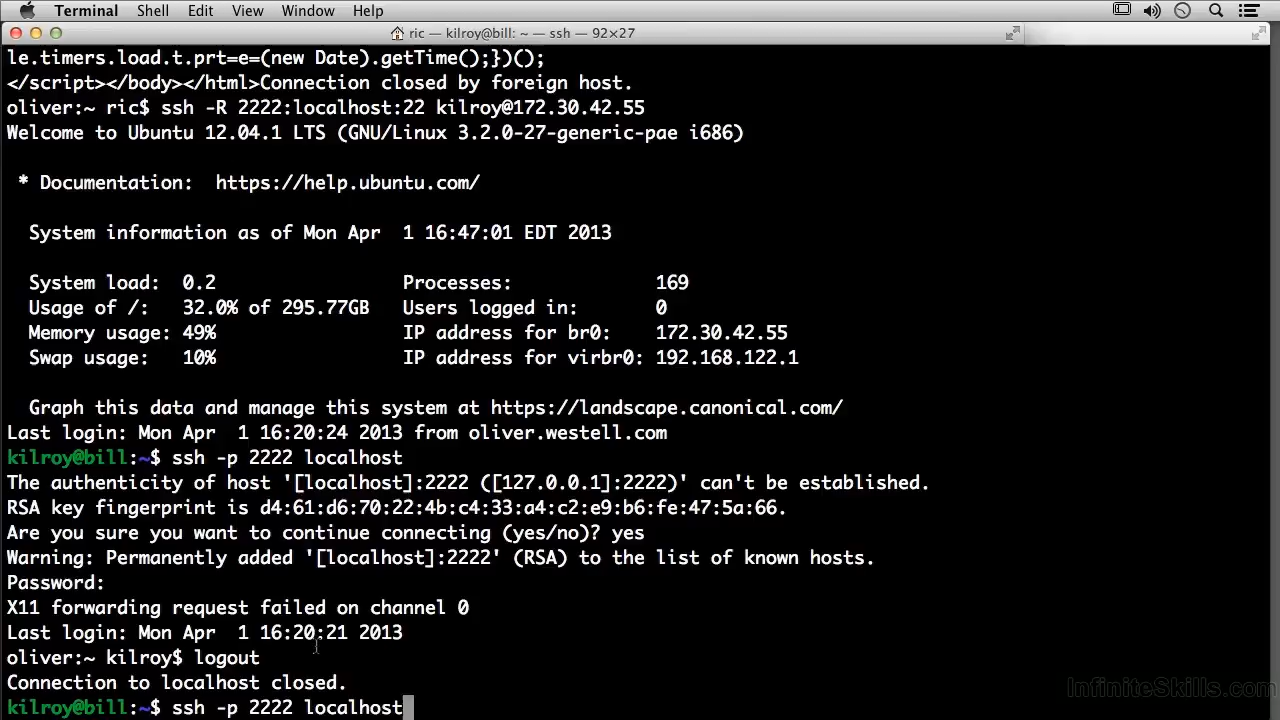 Terminal Shell Edit View Window Help
ric — kilroy@bill: ~ — ssh — 92×27
le.timers.load.t.prt=e=(new Date).getTime();})();
</script></body></html>Connection closed by foreign host.
oliver:~ ric$ ssh -R 2222:localhost:22 kilroy@172.30.42.55
Welcome to Ubuntu 12.04.1 LTS (GNU/Linux 3.2.0-27-generic-pae i686)
* Documentation:  https://help.ubuntu.com/
System information as of Mon Apr  1 16:47:01 EDT 2013
System load:  0.2                 Processes:             169
Usage of /:   32.0% of 295.77GB   Users logged in:       0
Memory usage: 49%                 IP address for br0:    172.30.42.55
Swap usage:   10%                 IP address for virbr0: 192.168.122.1
Graph this data and manage this system at https://landscape.canonical.com/
Last login: Mon Apr  1 16:20:24 2013 from oliver.westell.com
kilroy@bill:~$ ssh -p 2222 localhost
The authenticity of host '[localhost]:2222 ([127.0.0.1]:2222)' can't be established.
RSA key fingerprint is d4:61:d6:70:22:4b:c4:33:a4:c2:e9:b6:fe:47:5a:66.
Are you sure you want to continue connecting (yes/no)? yes
Warning: Permanently added '[localhost]:2222' (RSA) to the list of known hosts.
Password:
X11 forwarding request failed on channel 0
Last login: Mon Apr  1 16:20:21 2013
oliver:~ kilroy$ logout
Connection to localhost closed.
kilroy@bill:~$ ssh -p 2222 localhost
InfiniteSkills.com